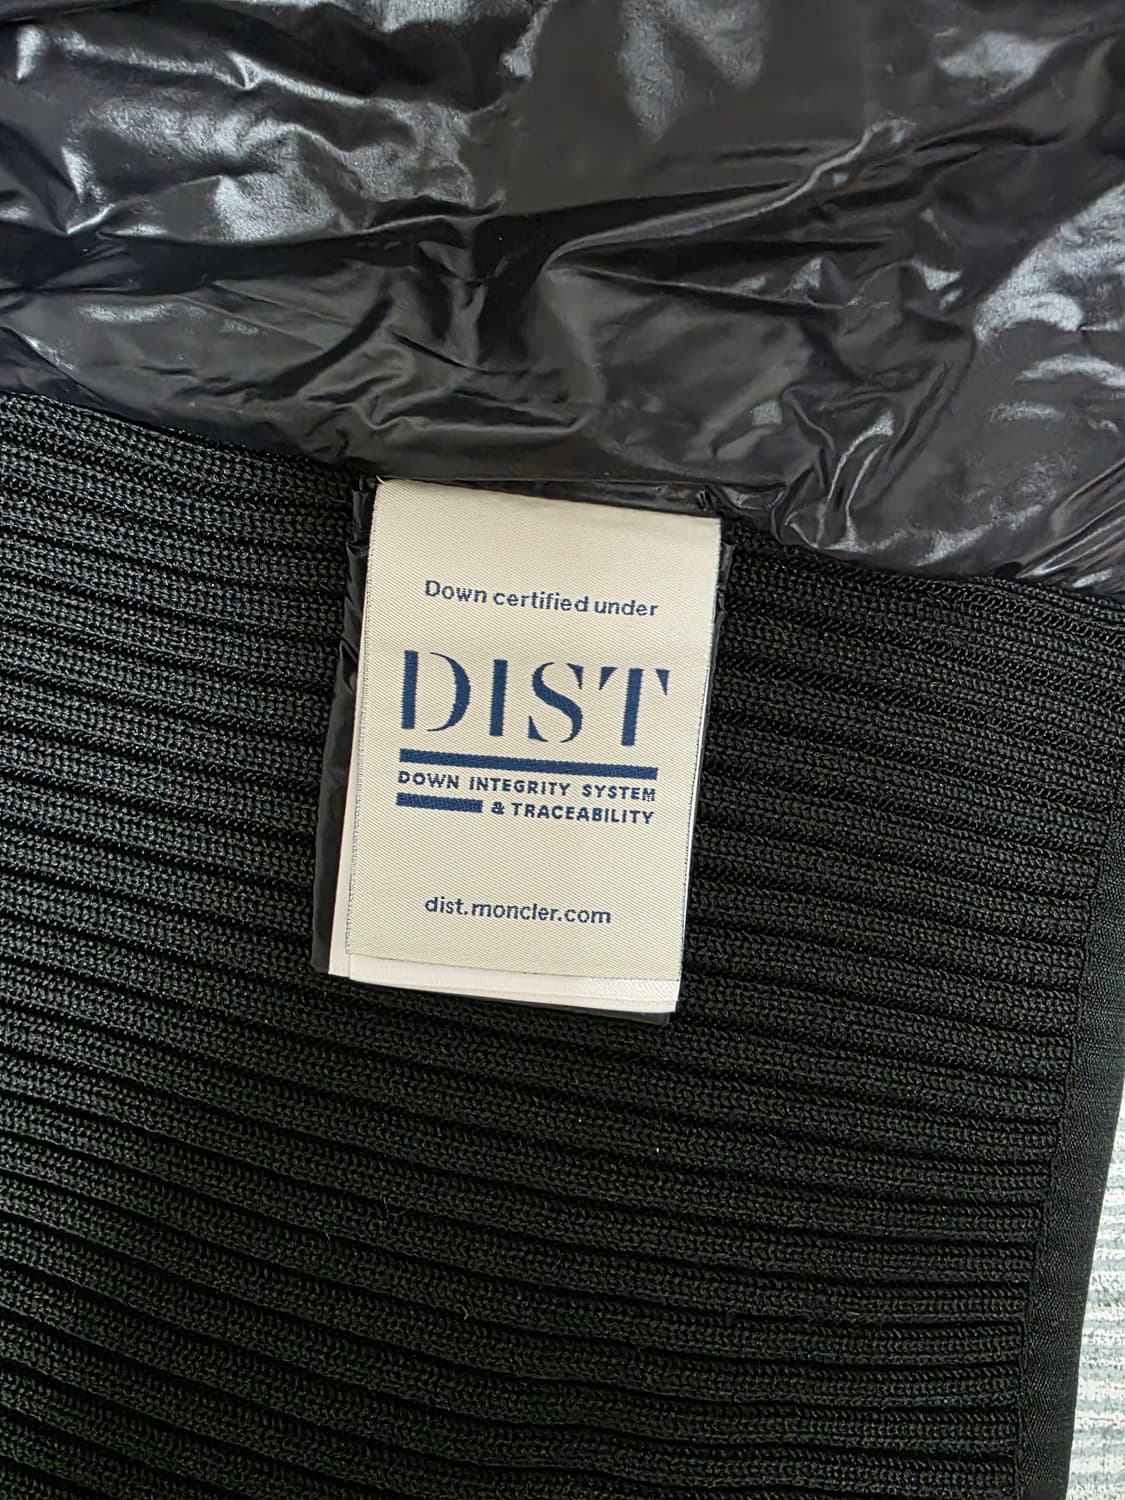 Down certified under
DIST
DOWN INTEGRITY SYSTEM
& TRACEABILITY
dist.moncler.com